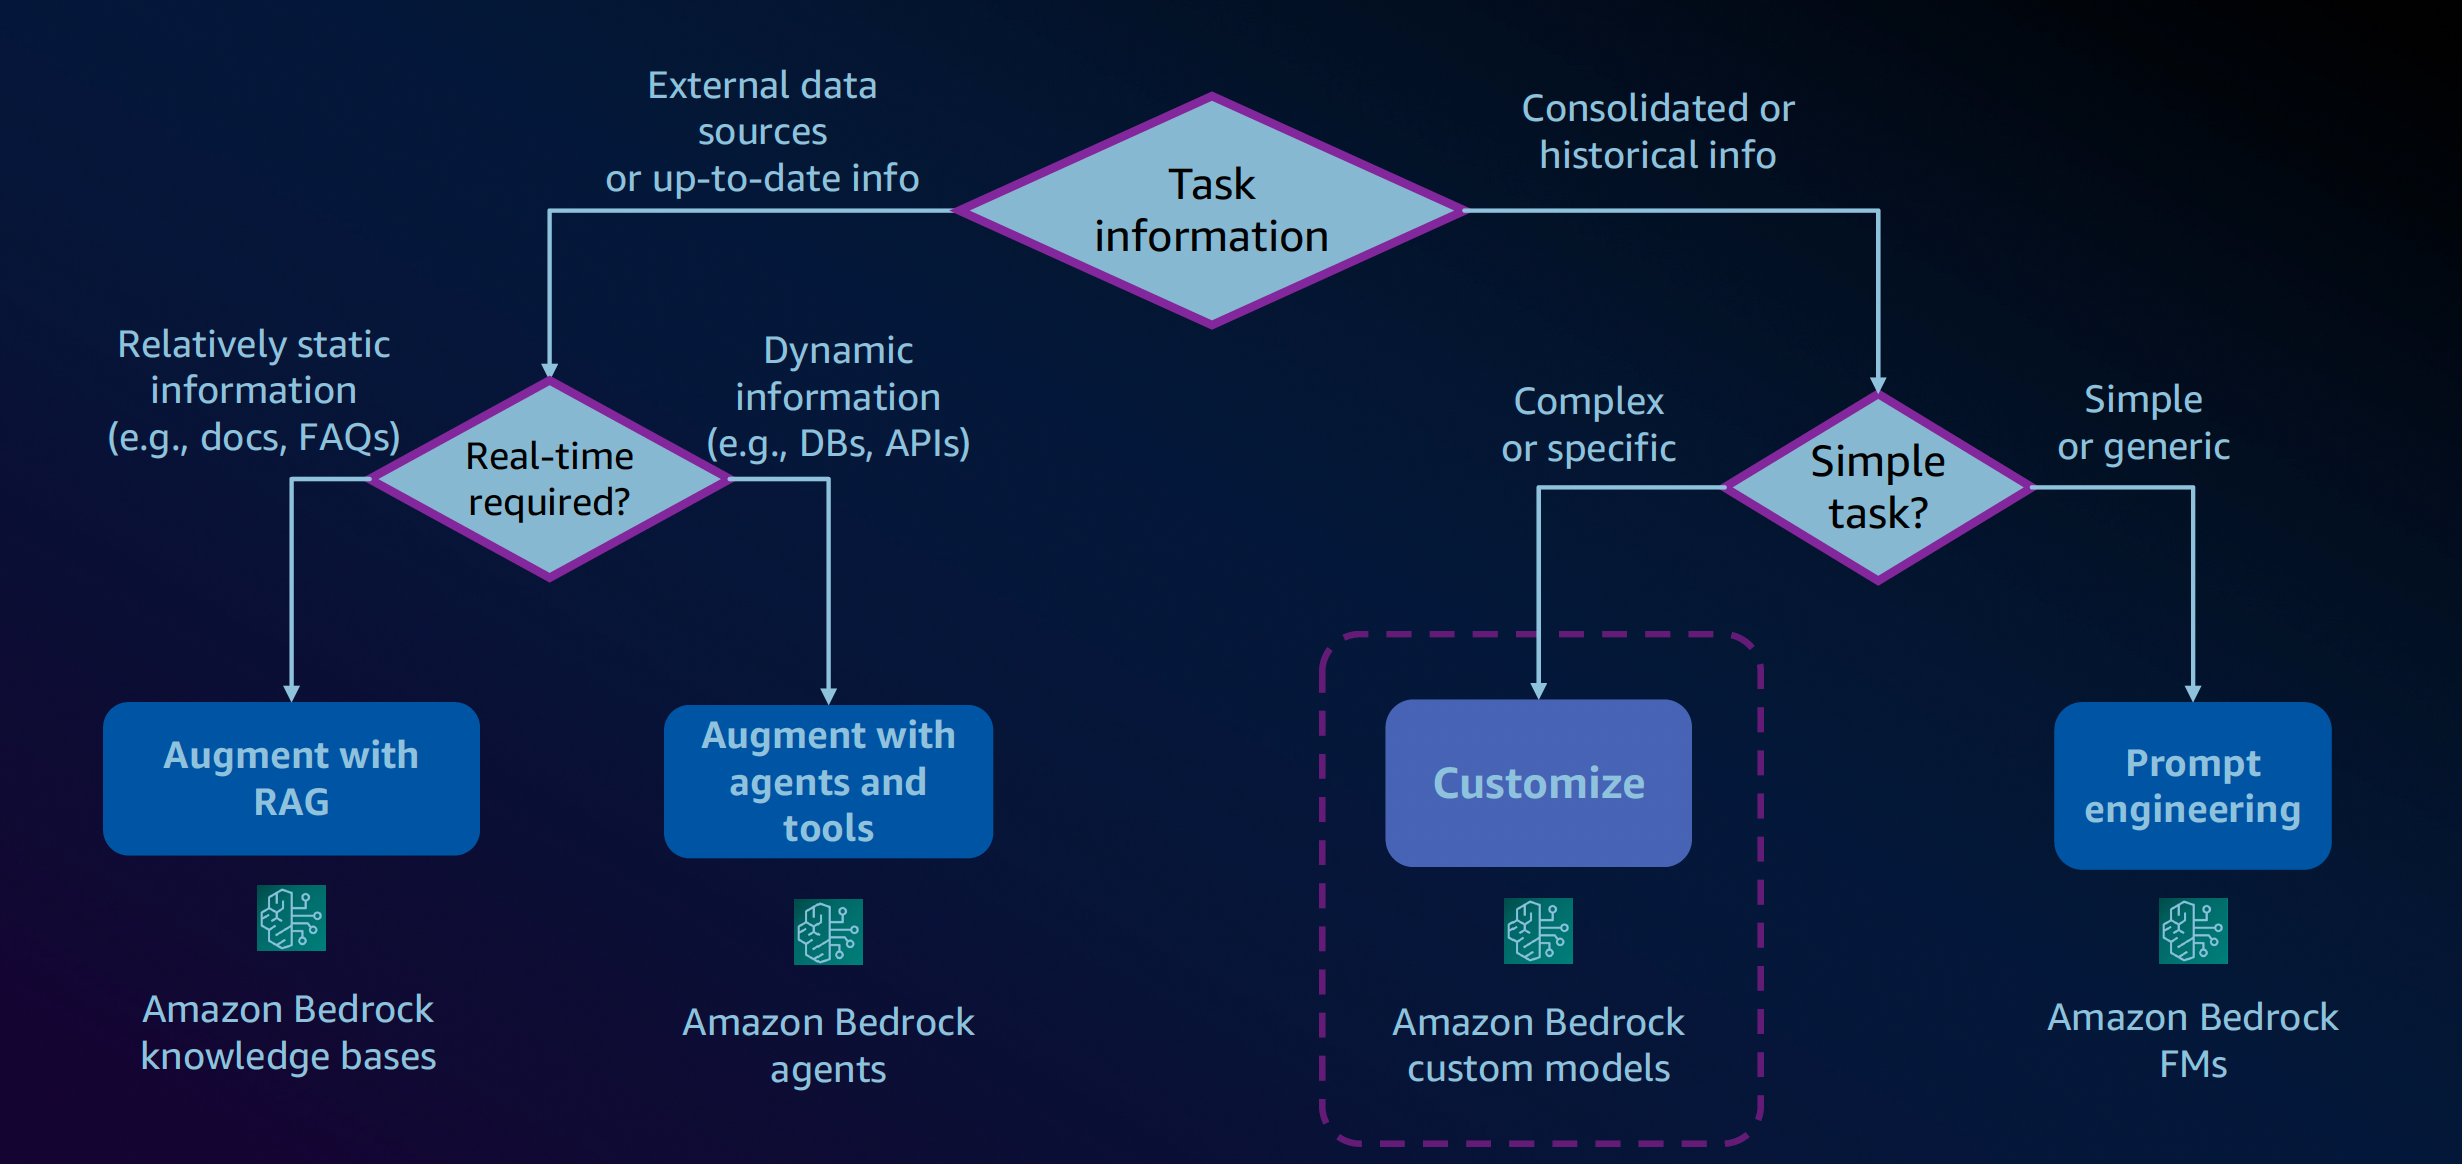 External data
sources
or up-to-date info
Task
information
Consolidated or
historical info
Relatively static
information
(e.g., docs, FAQs)
Real-time
required?
Dynamic
information
(e.g., DBs, APIs)
Complex
or specific
Simple
task?
Simple
or generic
Augment with
RAG
Augment with
agents and
tools
Customize
Prompt
engineering
Amazon Bedrock
knowledge bases
Amazon Bedrock
agents
Amazon Bedrock
custom models
Amazon Bedrock
FMs